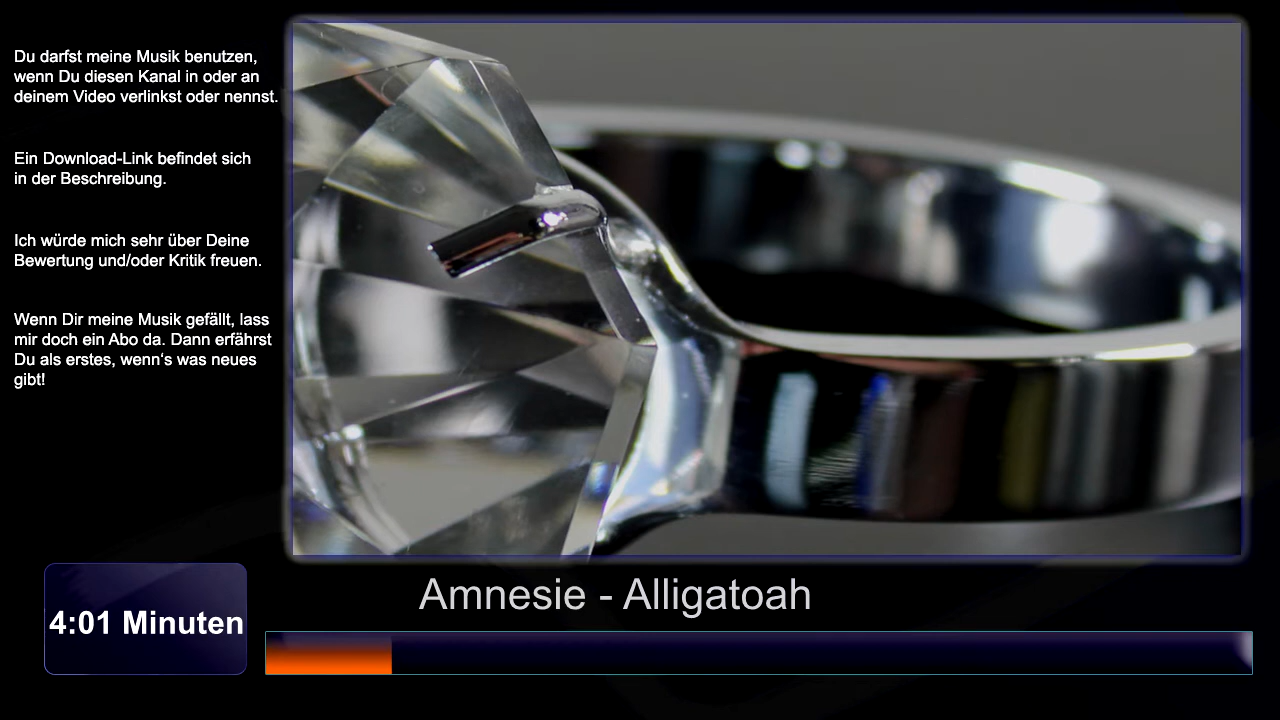 Du darfst meine Musik benutzen,
wenn Du diesen Kanal in oder an
deinem Video verlinkst oder nennst.
Ein Download-Link befindet sich
in der Beschreibung.
Ich würde mich sehr über Deine
Bewertung und/oder Kritik freuen.
Wenn Dir meine Musik gefällt, lass
mir doch ein Abo da. Dann erfährst
Du als erstes, wenn's was neues
gibt!
4:01 Minuten
Amnesie - Alligatoah